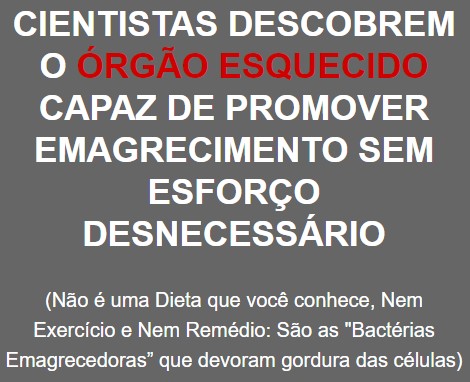 CIENTISTAS DESCOBREM
O ÓRGÃO ESQUECIDO
CAPAZ DE PROMOVER
EMAGRECIMENTO SEM
ESFORÇO
DESNECESSÁRIO
(Não é uma Dieta que você conhece, Nem
Exercício e Nem Remédio: São as "Bactérias
Emagrecedoras” que devoram gordura das células)